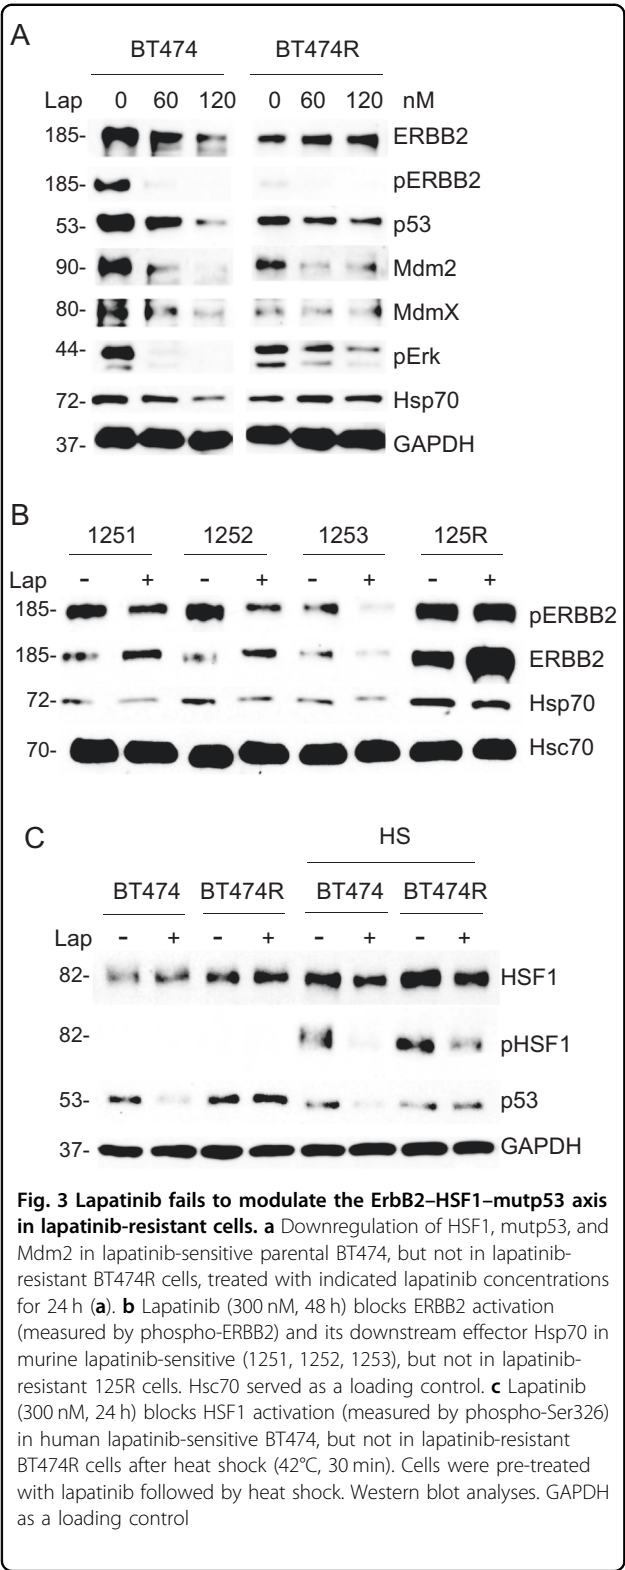 A
BT474 BT474R
Lap 0 60 120 0 60 120 nM
185- ERBB2
185- pERBB2
53- p53
90- Mdm2
80- MdmX
44- pErk
72- Hsp70
37- GAPDH
B
1251 1252 1253 125R
Lap - + - + - + - +
185- pERBB2
185- ERBB2
72- Hsp70
70- Hsc70
C
HS
BT474 BT474R BT474 BT474R
Lap - + - + - + - +
82- HSF1
82- pHSF1
53- p53
37- GAPDH
Fig. 3 Lapatinib fails to modulate the ErbB2–HSF1–mutp53 axis
in lapatinib-resistant cells. a Downregulation of HSF1, mutp53, and
Mdm2 in lapatinib-sensitive parental BT474, but not in lapatinib-
resistant BT474R cells, treated with indicated lapatinib concentrations
for 24 h (a). b Lapatinib (300 nM, 48 h) blocks ERBB2 activation
(measured by phospho-ERBB2) and its downstream effector Hsp70 in
murine lapatinib-sensitive (1251, 1252, 1253), but not in lapatinib-
resistant 125R cells. Hsc70 served as a loading control. c Lapatinib
(300 nM, 24 h) blocks HSF1 activation (measured by phospho-Ser326)
in human lapatinib-sensitive BT474, but not in lapatinib-resistant
BT474R cells after heat shock (42°C, 30 min). Cells were pre-treated
with lapatinib followed by heat shock. Western blot analyses. GAPDH
as a loading control